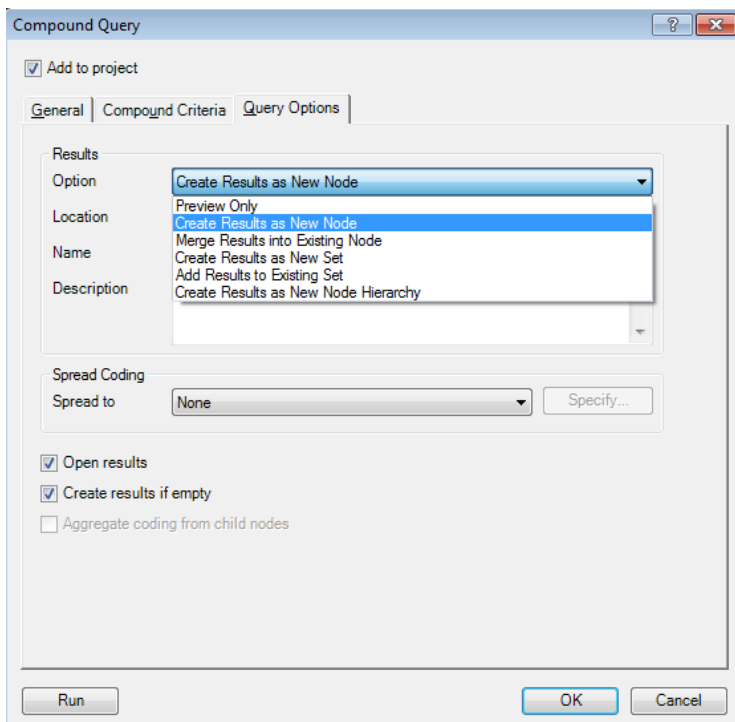 Compound Query
Add to project
General Compound Criteria Query Options
Results
Option Create Results as New Node
Preview Only
Location Create Results as New Node
Merge Results into Existing Node
Name Create Results as New Set
Add Results to Existing Set
Description Create Results as New Node Hierarchy
Spread Coding
Spread to None Specify...
Open results
Create results if empty
Aggregate coding from child nodes
Run OK Cancel